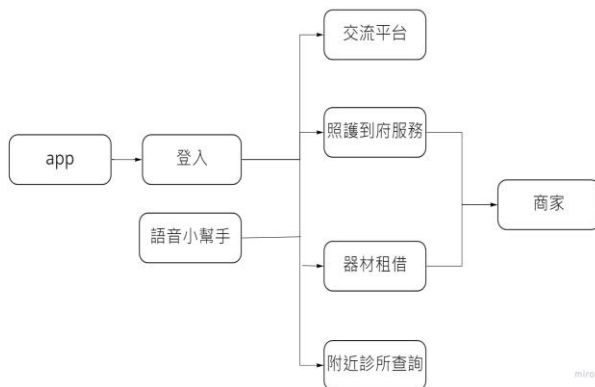 交流平台
照護到府服務
app
登入
商家
語音小幫手
器材租借
附近診所查詢
miro